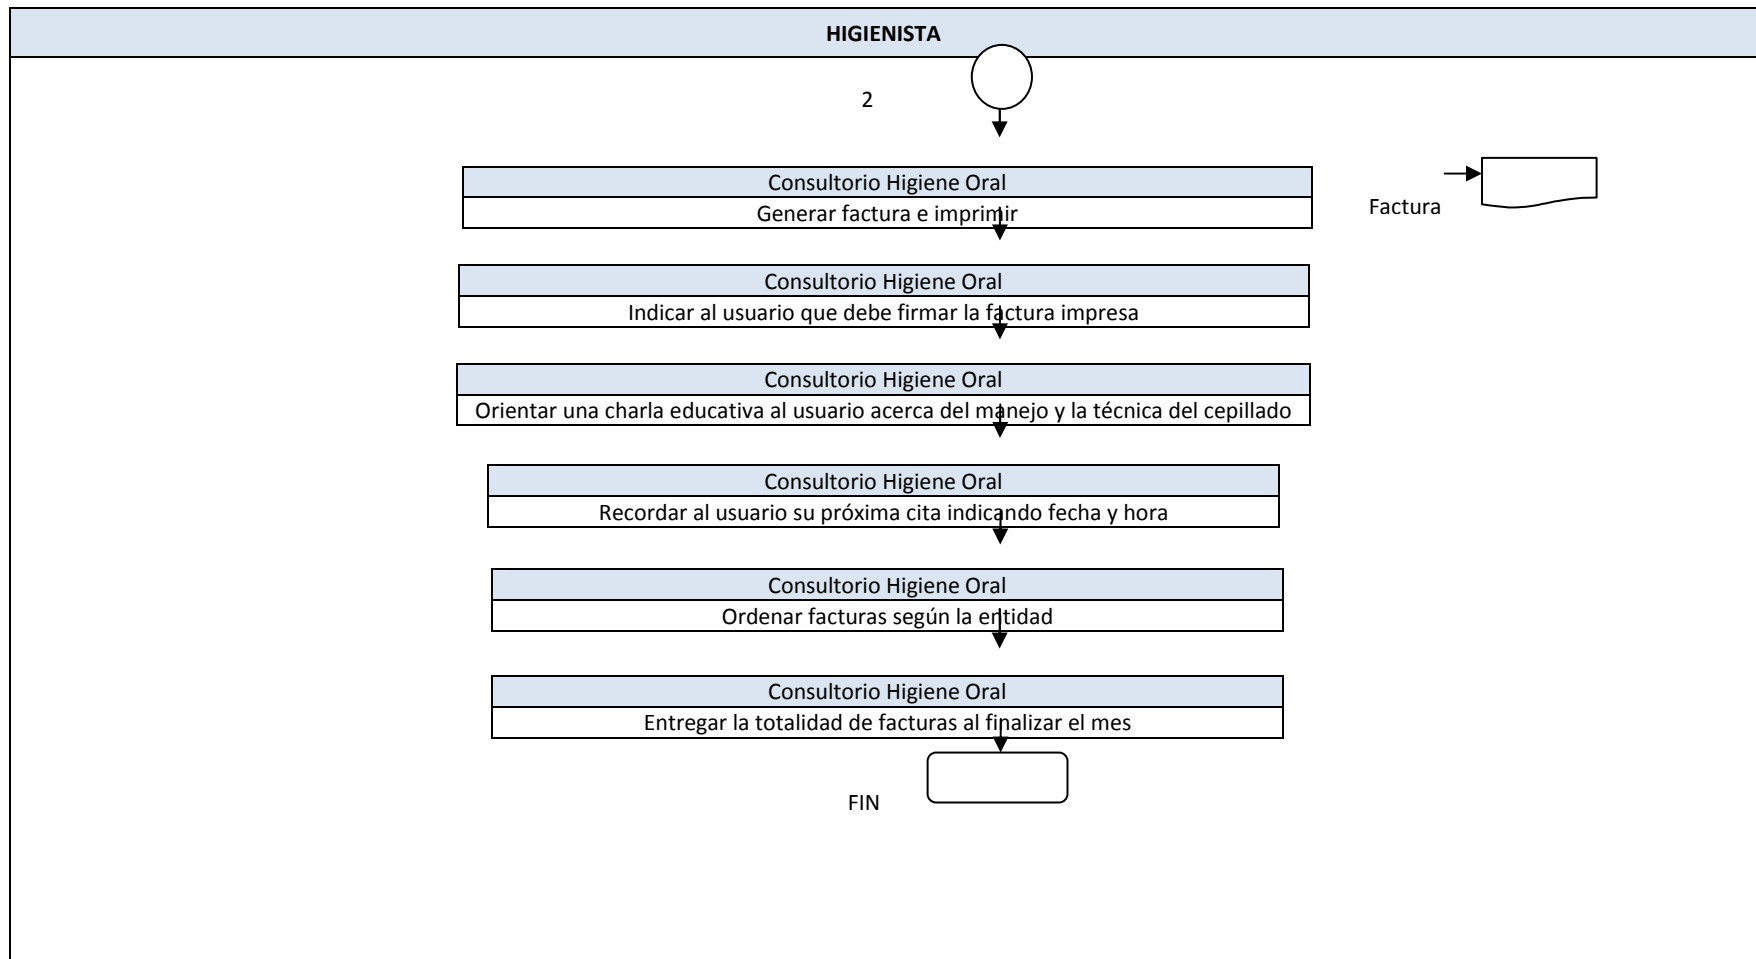 HIGIENISTA
2
Consultorio Higiene Oral
Generar factura e imprimir
Factura
Consultorio Higiene Oral
Indicar al usuario que debe firmar la factura impresa
Consultorio Higiene Oral
Orientar una charla educativa al usuario acerca del manejo y la técnica del cepillado
Consultorio Higiene Oral
Recordar al usuario su próxima cita indicando fecha y hora
Consultorio Higiene Oral
Ordenar facturas según la entidad
Consultorio Higiene Oral
Entregar la totalidad de facturas al finalizar el mes
FIN